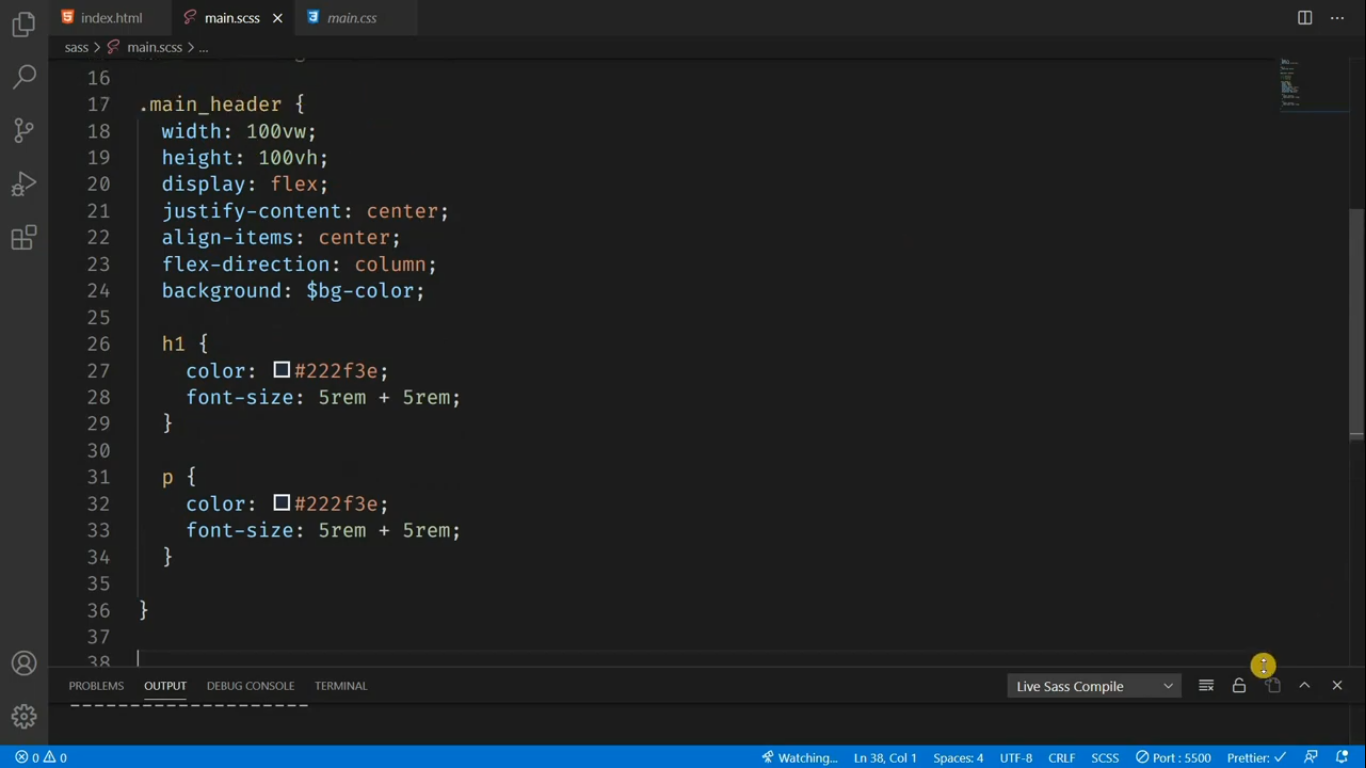 index.html main.scss main.css
sass > main.scss > ...
16
17 .main_header {
18 width: 100vw;
19 height: 100vh;
20 display: flex;
21 justify-content: center;
22 align-items: center;
23 flex-direction: column;
24 background: $bg-color;
25
26 h1 {
27 color: #222f3e;
28 font-size: 5rem + 5rem;
29 }
30
31 p {
32 color: #222f3e;
33 font-size: 5rem + 5rem;
34 }
35
36 }
37
38
PROBLEMS OUTPUT DEBUG CONSOLE TERMINAL Live Sass Compile
--------------------
0 0 Watching... Ln 38, Col 1 Spaces: 4 UTF-8 CRLF SCSS Port : 5500 Prettier: ✓